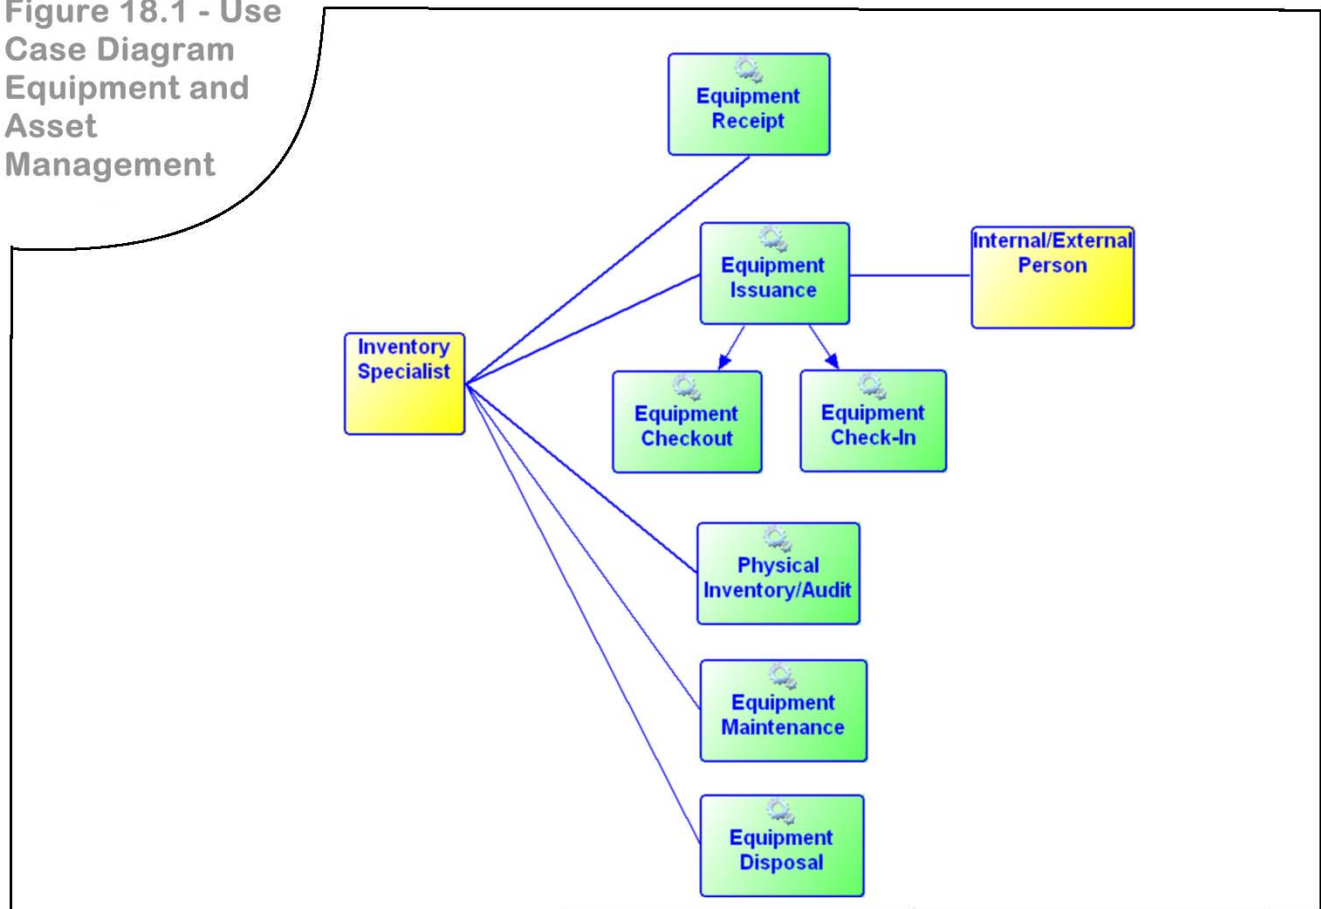 Figure 18.1 - Use
Case Diagram
Equipment and
Asset
Management
Equipment
Receipt
Equipment
Issuance
Internal/External
Person
Inventory
Specialist
Equipment
Checkout
Equipment
Check-In
Physical
Inventory/Audit
Equipment
Maintenance
Equipment
Disposal